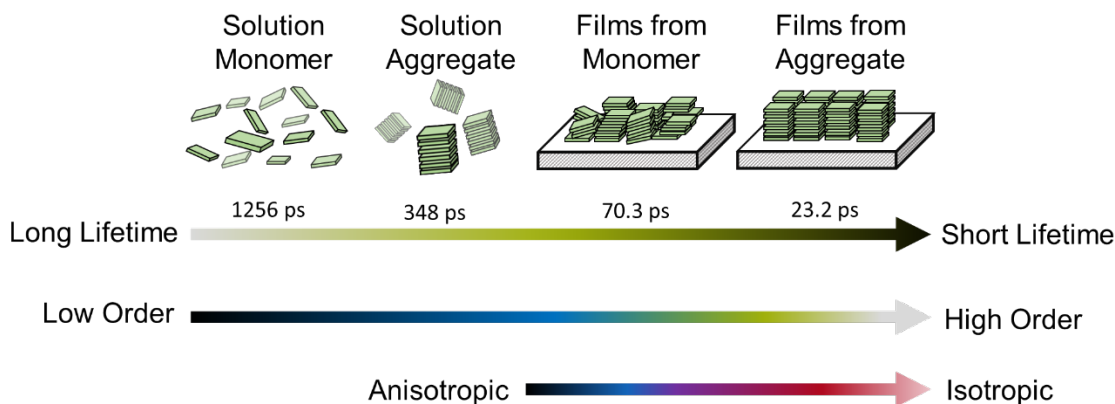 Solution
Monomer
Solution
Aggregate
Films from
Monomer
Films from
Aggregate
1256 ps
348 ps
70.3 ps
23.2 ps
Long Lifetime
Short Lifetime
Low Order
High Order
Anisotropic
Isotropic